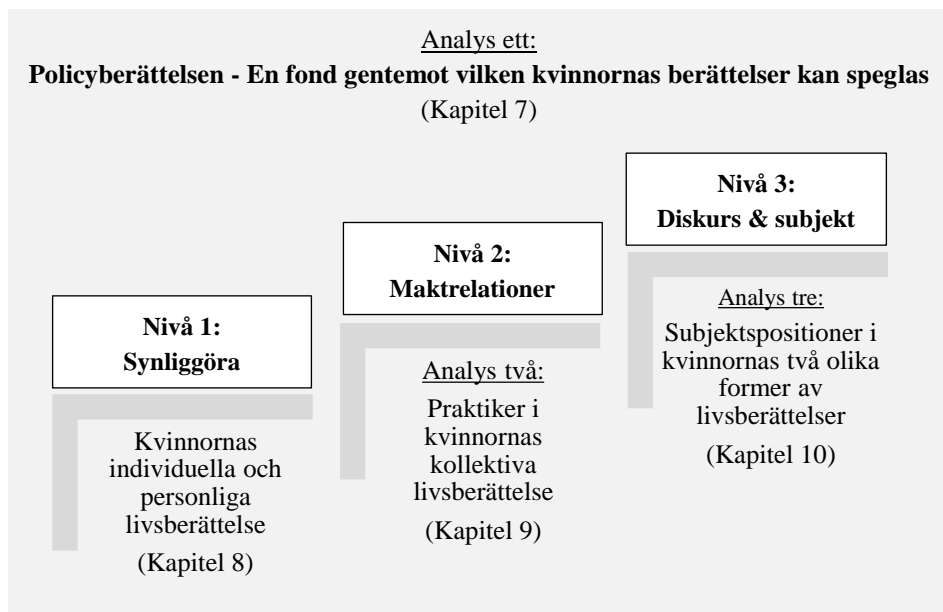 Analys ett:
Policyberättelsen - En fond gentemot vilken kvinnornas berättelser kan speglas
(Kapitel 7)
Nivå 1:
Synliggöra
Kvinnornas
individuella och
personliga
livsberättelse
(Kapitel 8)
Nivå 2:
Maktrelationer
Analys två:
Praktiker i
kvinnornas
kollektiva
livsberättelse
(Kapitel 9)
Nivå 3:
Diskurs & subjekt
Analys tre:
Subjektspositioner i
kvinnornas två olika
former av
livsberättelser
(Kapitel 10)